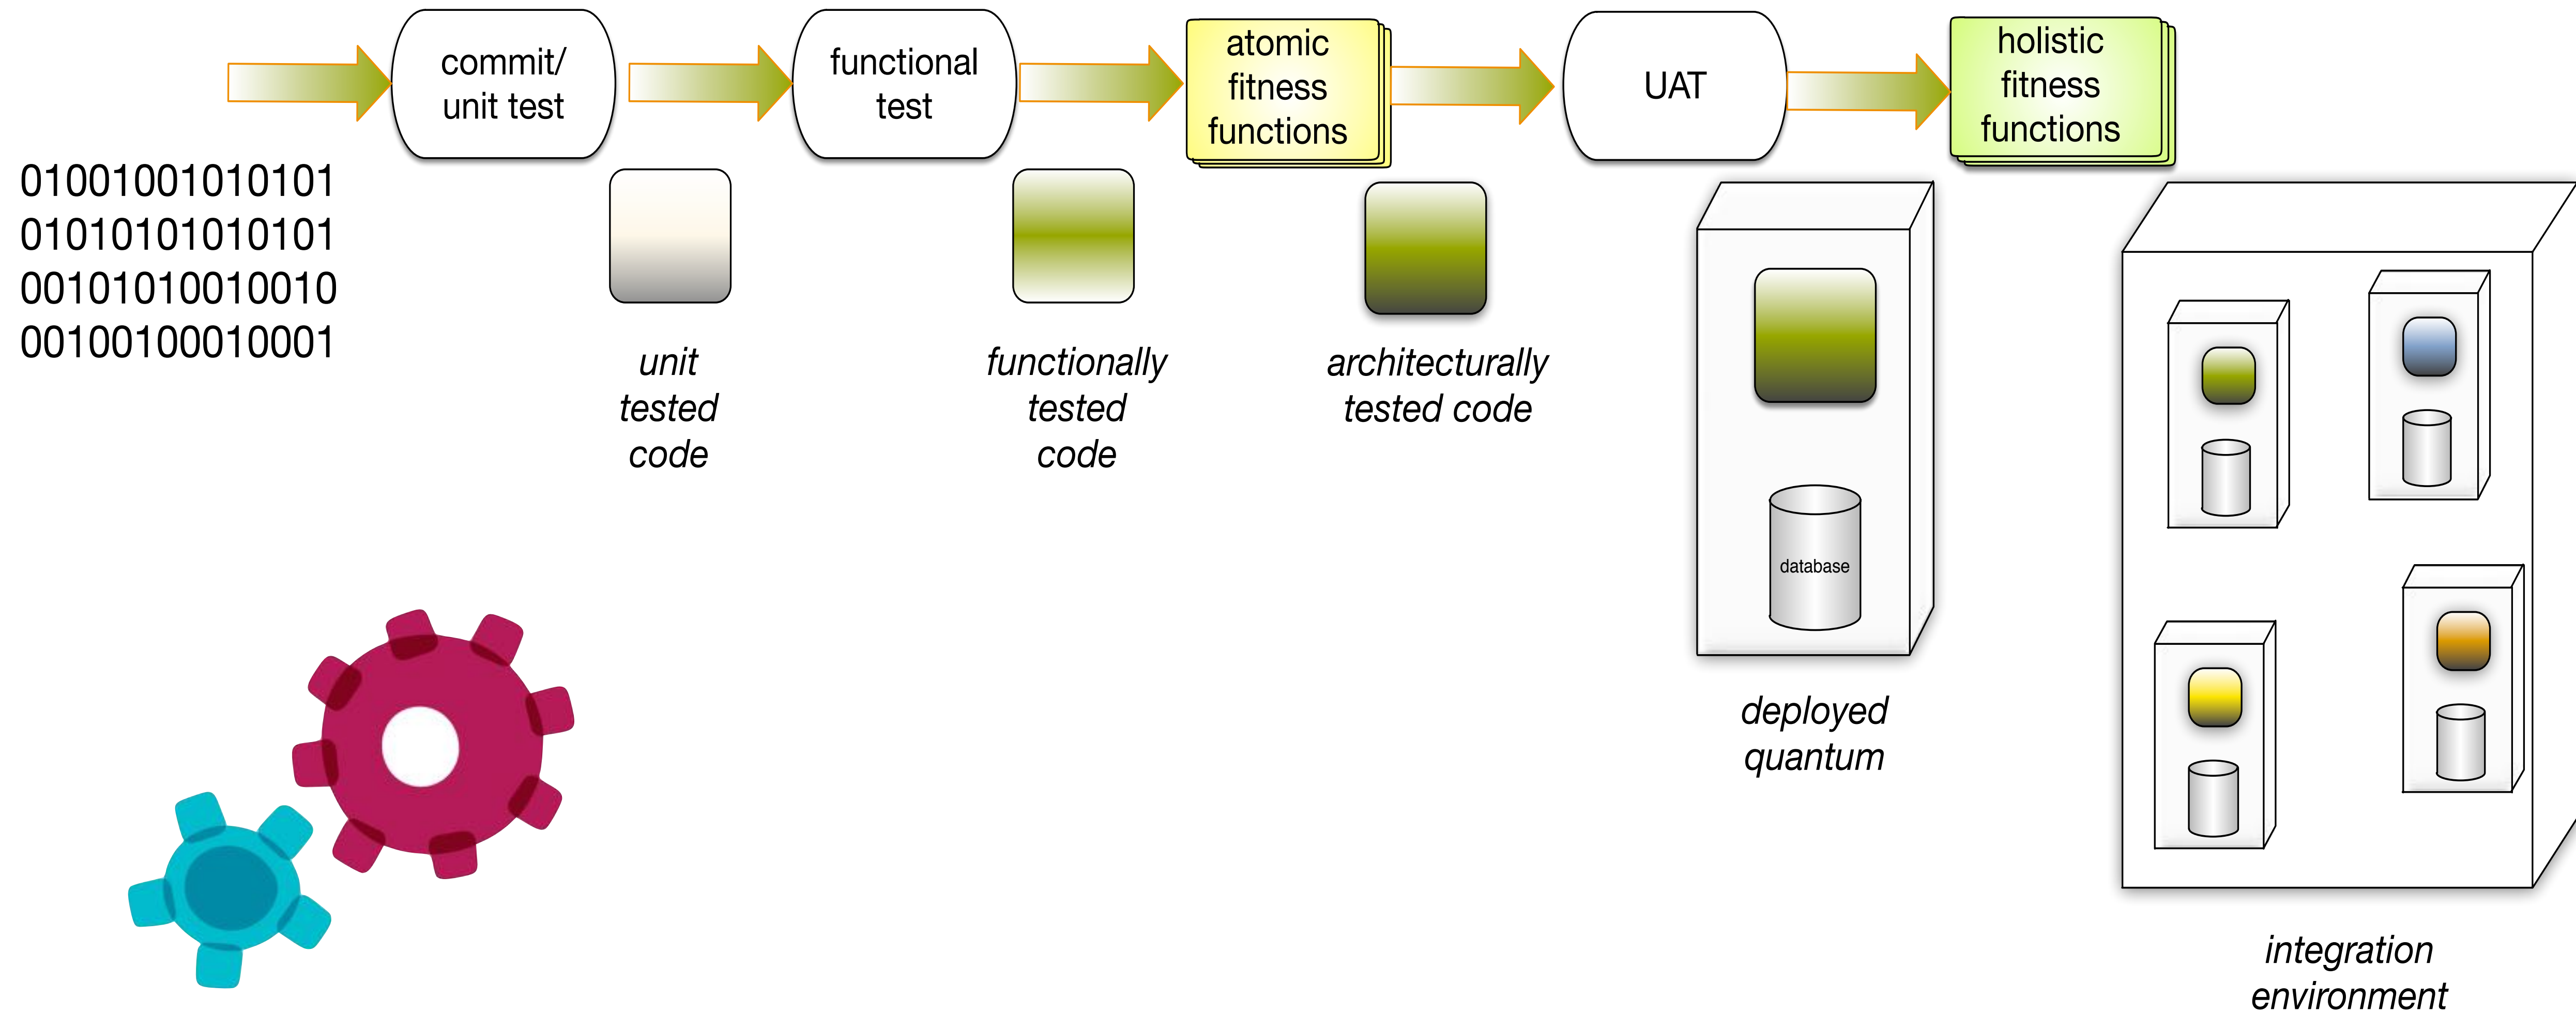 commit/
unit test
functional
test
atomic
fitness
functions
UAT
holistic
fitness
functions
01001001010101
01010101010101
00101010010010
00100100010001
unit
tested
code
functionally
tested
code
architecturally
tested code
database
deployed
quantum
integration
environment